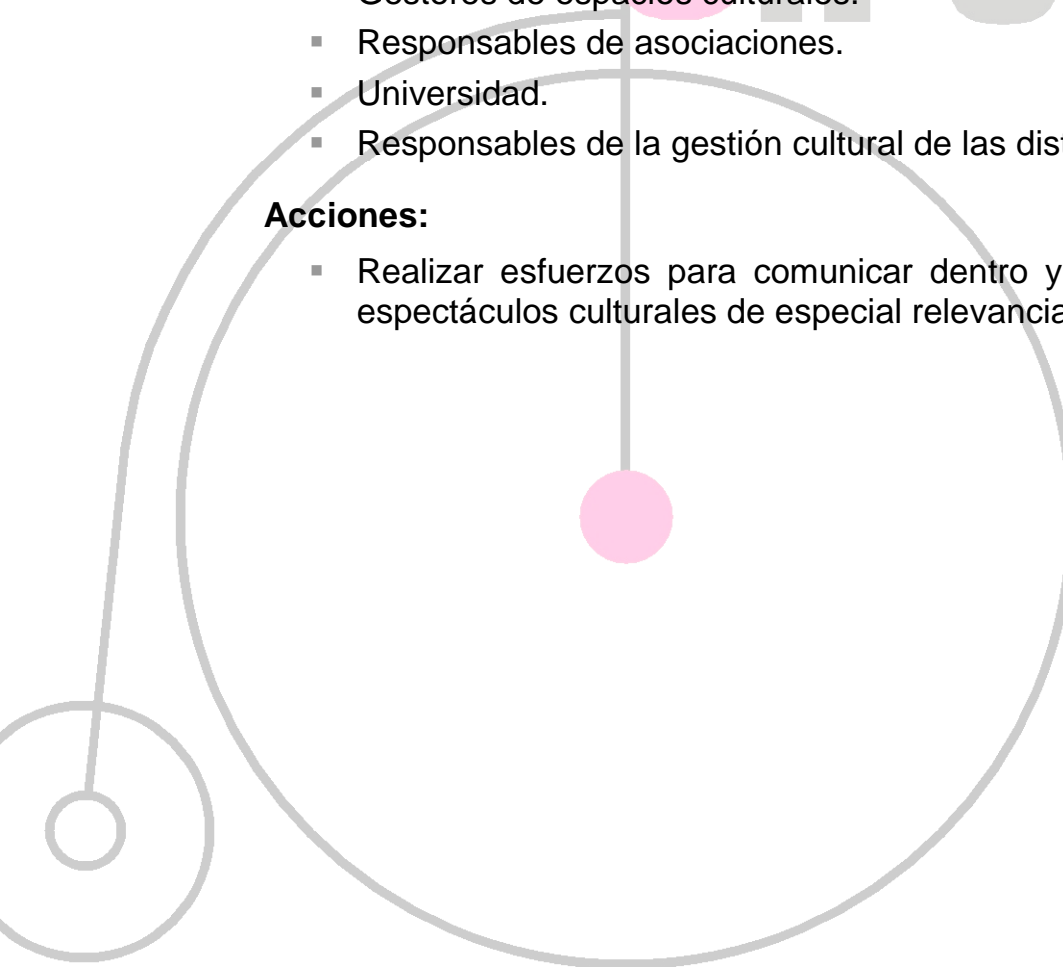 Gestores de espacios culturales.
Responsables de asociaciones.
Universidad.
Responsables de la gestión cultural de las
Acciones:
Realizar esfuerzos para comunicar dentro y
espectáculos culturales de especial relevancia